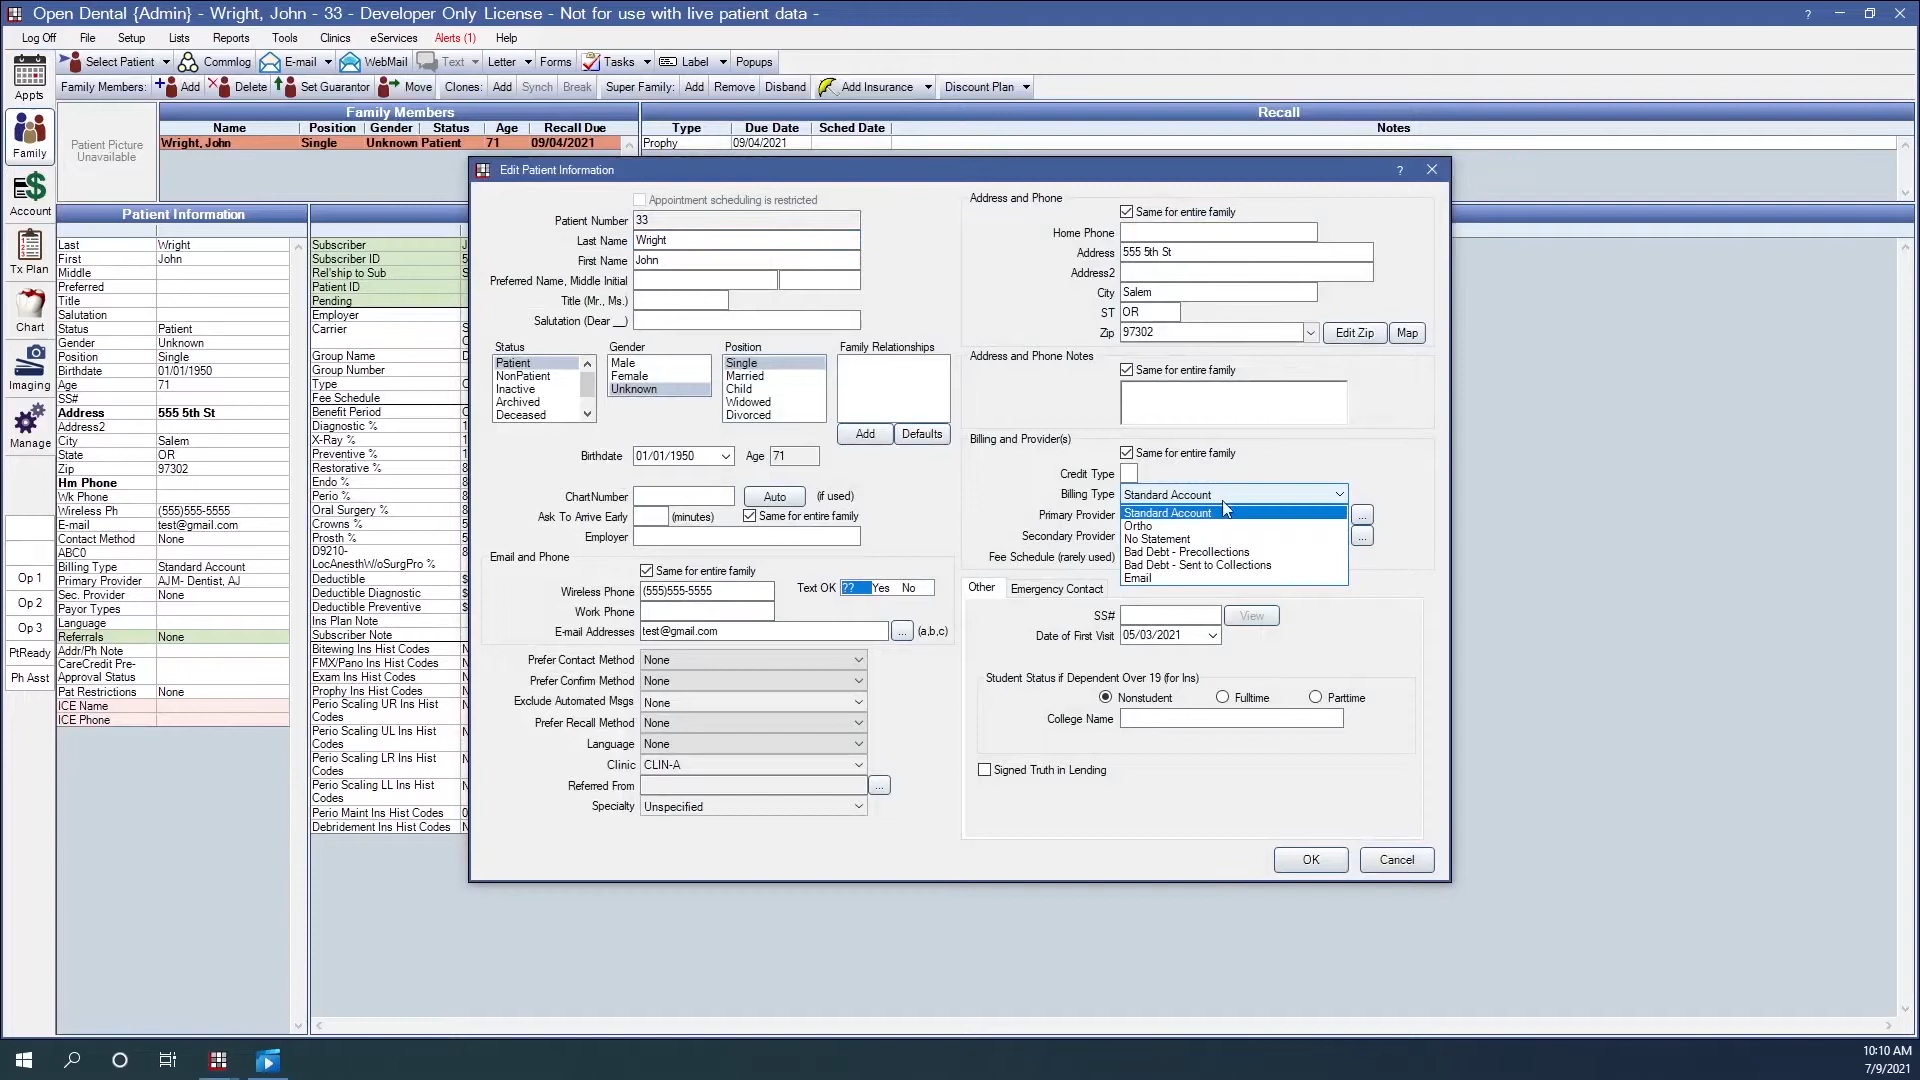 Open Dental {Admin} - Wright, John - 33 - Developer Only License - Not for use with live patient data -
Log Off File Setup Lists Reports Tools Clinics eServices Alerts (1) Help
Select Patient Commlog E-mail WebMail Text Letter Forms Tasks Label Popups
Family Members: Add Delete Set Guarantor Move Clones: Add Synch Break Super Family: Add Remove Disband Add Insurance Discount Plan
Appts
Family
Account
Tx Plan
Chart
Imaging
Manage
Op 1
Op 2
Op 3
PtReady
Ph Asst
Patient Picture
Unavailable
Family Members
Name Position Gender Status Age Recall Due
Wright, John Single Unknown Patient 71 09/04/2021
Recall
Type Due Date Sched Date Notes
Prophy 09/04/2021
Patient Information
Last Wright
First John
Middle
Preferred
Title
Salutation
Status Patient
Gender Unknown
Position Single
Birthdate 01/01/1950
Age 71
SS#
Address 555 5th St
Address2
City Salem
State OR
Zip 97302
Hm Phone
Wk Phone
Wireless Ph (555)555-5555
E-mail test@gmail.com
Contact Method None
ABC0
Billing Type Standard Account
Primary Provider AJM- Dentist, AJ
Sec. Provider None
Payor Types
Language
Referrals None
Addr/Ph Note
CareCredit Pre-
Approval Status
Pat Restrictions None
ICE Name
ICE Phone
Subscriber
Subscriber ID
Rel'ship to Sub
Patient ID
Pending
Employer
Carrier
Group Name
Group Number
Type
Fee Schedule
Benefit Period
Diagnostic %
X-Ray %
Preventive %
Restorative %
Endo %
Perio %
Oral Surgery %
Crowns %
Prosth %
D9210-
LocAnesthW/oSurgPro %
Deductible
Deductible Diagnostic
Deductible Preventive
Ins Plan Note
Subscriber Note
Bitewing Ins Hist Codes
FMX/Pano Ins Hist Codes
Exam Ins Hist Codes
Prophy Ins Hist Codes
Perio Scaling UR Ins Hist
Codes
Perio Scaling UL Ins Hist
Codes
Perio Scaling LR Ins Hist
Codes
Perio Scaling LL Ins Hist
Codes
Perio Maint Ins Hist Codes
Debridement Ins Hist Codes
Edit Patient Information
Appointment scheduling is restricted
Patient Number 33
Last Name Wright
First Name John
Preferred Name, Middle Initial
Title (Mr., Ms.)
Salutation (Dear __)
Status Gender Position Family Relationships
Patient Male Single
NonPatient Female Married
Inactive Unknown Child
Archived Widowed
Deceased Divorced
Add Defaults
Birthdate 01/01/1950 Age 71
ChartNumber Auto (if used)
Ask To Arrive Early (minutes) Same for entire family
Employer
Email and Phone
Same for entire family
Wireless Phone (555)555-5555 Text OK ?? Yes No
Work Phone
E-mail Addresses test@gmail.com ... (a,b,c)
Prefer Contact Method None
Prefer Confirm Method None
Exclude Automated Msgs None
Prefer Recall Method None
Language None
Clinic CLIN-A
Referred From ...
Specialty Unspecified
Address and Phone
Same for entire family
Home Phone
Address 555 5th St
Address2
City Salem
ST OR
Zip 97302 Edit Zip Map
Address and Phone Notes
Same for entire family
Billing and Provider(s)
Same for entire family
Credit Type
Billing Type Standard Account
Primary Provider ...
Secondary Provider ...
Fee Schedule (rarely used)
Standard Account
Ortho
No Statement
Bad Debt - Precollections
Bad Debt - Sent to Collections
Email
Other Emergency Contact
SS# View
Date of First Visit 05/03/2021
Student Status if Dependent Over 19 (for Ins)
Nonstudent Fulltime Parttime
College Name
Signed Truth in Lending
OK Cancel
10:10 AM
7/9/2021